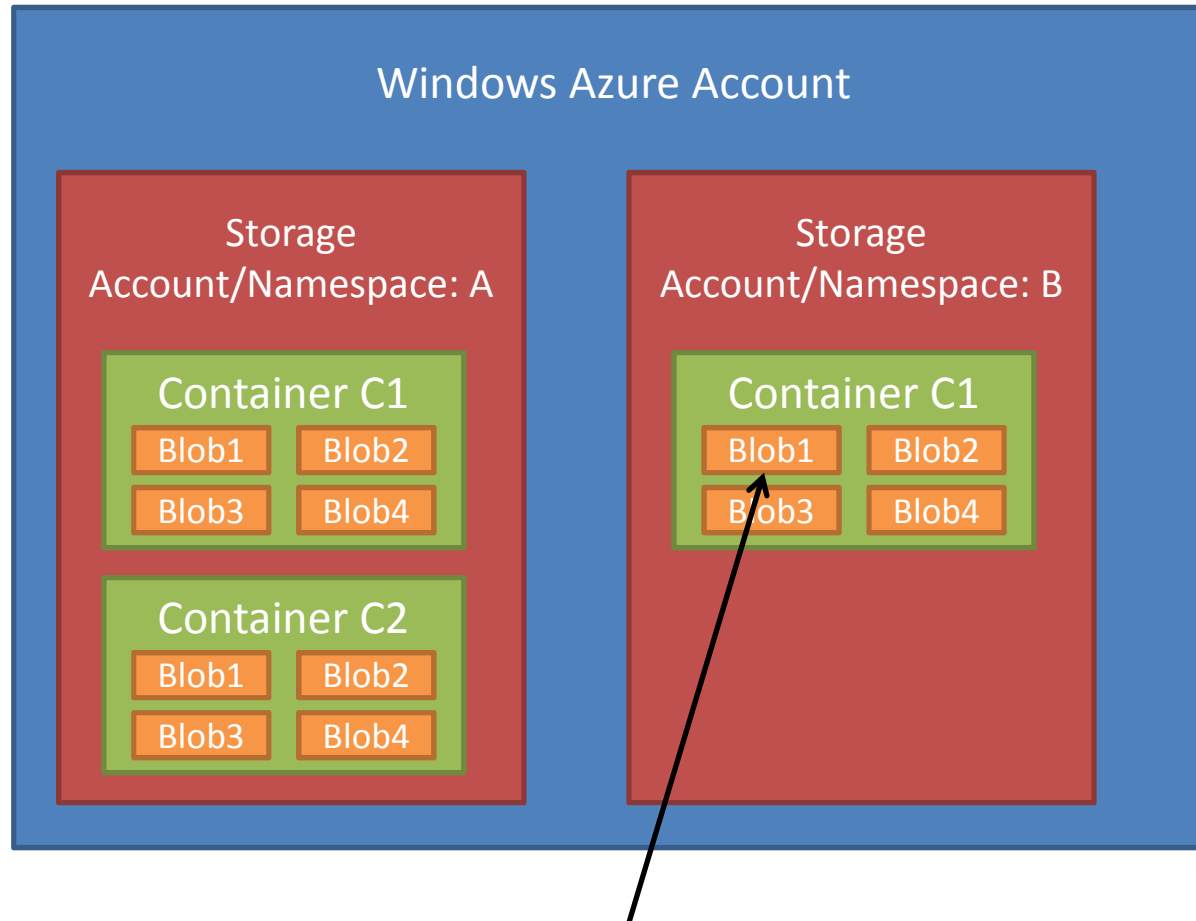 Windows Azure Account
Storage
Account/Namespace: A
Container C1
Blob1 Blob2
Blob3 Blob4
Container C2
Blob1 Blob2
Blob3 Blob4
Storage
Account/Namespace: B
Container C1
Blob1 Blob2
Blob3 Blob4